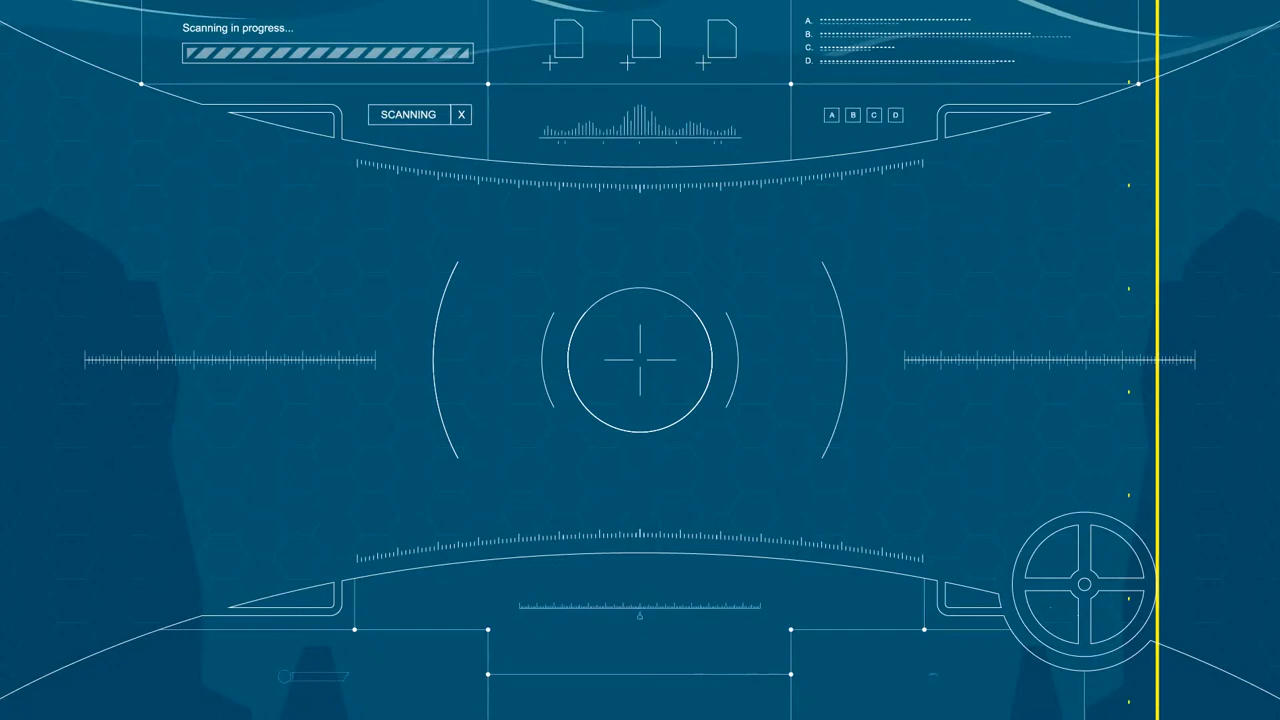 Scanning in progress...
A.
B.
C.
D.
SCANNING X
A B C D